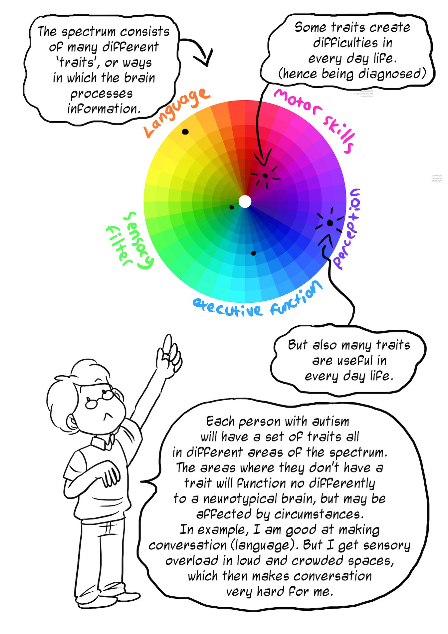 The spectrum consists
of many different
'traits', or ways
in which the brain
processes
information.
Some traits create
difficulties in
every day life.
(hence being diagnosed)
Language
Motor skills
perception
sensory
filter
executive function
But also many traits
are useful in
every day life.
Each person with autism
will have a set of traits all
in different areas of the spectrum.
The areas where they don't have a
trait will function no differently
to a neurotypical brain, but may be
affected by circumstances.
In example, I am good at making
conversation (language). But I get sensory
overload in loud and crowded spaces,
which then makes conversation
very hard for me.